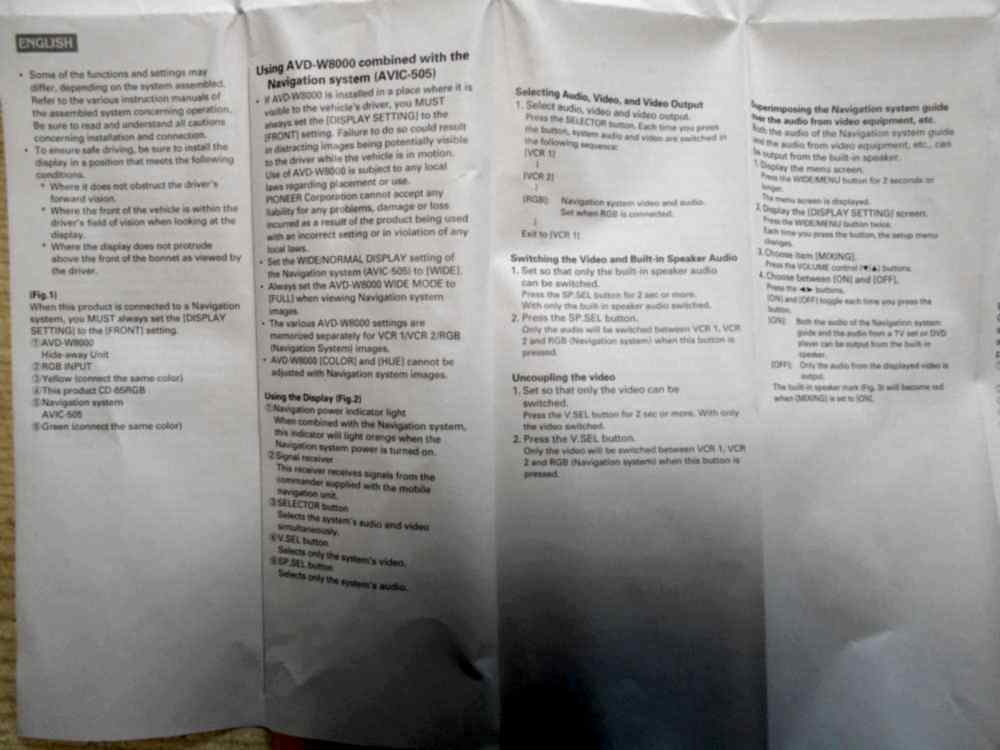 ENGLISH
• Some of the functions and settings may
differ, depending on the system assembled.
Refer to the various instruction manuals of
the assembled system concerning operation.
Be sure to read and understand all cautions
concerning installation and connection.
• To ensure safe driving, be sure to install the
display in a position that meets the following
conditions.
* Where it does not obstruct the driver's
forward vision.
* Where the front of the vehicle is within the
driver's field of vision when looking at the
display.
* Where the display does not protrude
above the front of the bonnet as viewed by
the driver.
(Fig.1)
When this product is connected to a Navigation
system, you MUST always set the [DISPLAY
SETTING] to the [FRONT] setting.
① AVD-W8000
Hide-away Unit
② RGB INPUT
③ Yellow (connect the same color)
④ This product CD-65RGB
⑤ Navigation system
AVIC-505
⑥ Green (connect the same color)
Using AVD-W8000 combined with the
Navigation system (AVIC-505)
• If AVD-W8000 is installed in a place where it is
visible to the vehicle's driver, you MUST
always set the [DISPLAY SETTING] to the
[FRONT] setting. Failure to do so could result
in distracting images being potentially visible
to the driver while the vehicle is in motion.
Use of AVD-W8000 is subject to any local
laws regarding placement or use.
PIONEER Corporation cannot accept any
liability for any problems, damage or loss
incurred as a result of the product being used
with an incorrect setting or in violation of any
local laws.
• Set the WIDE/NORMAL DISPLAY setting of
the Navigation system (AVIC-505) to [WIDE].
• Always set the AVD-W8000 WIDE MODE to
[FULL] when viewing Navigation system
images.
• The various AVD-W8000 settings are
memorized separately for VCR 1/VCR 2/RGB
(Navigation System) images.
• AVD-W8000 [COLOR] and [HUE] cannot be
adjusted with Navigation system images.
Using the Display (Fig.2)
① Navigation power indicator light
When combined with the Navigation system,
this indicator will light orange when the
Navigation system power is turned on.
② Signal receiver
This receiver receives signals from the
commander supplied with the mobile
navigation unit.
③ SELECTOR button
Selects the system's audio and video
simultaneously.
④ V.SEL button
Selects only the system's video.
⑤ SP.SEL button
Selects only the system's audio.
Selecting Audio, Video, and Video Output
1. Select audio, video and video output.
Press the SELECTOR button. Each time you press
the button, system audio and video are switched in
the following sequence:
[VCR 1]
↓
[VCR 2]
↓
[RGB] Navigation system video and audio.
Set when RGB is connected.
↓
Exit to [VCR 1]
Switching the Video and Built-in Speaker Audio
1. Set so that only the built-in speaker audio
can be switched.
Press the SP.SEL button for 2 sec or more.
With only the built-in speaker audio switched.
2. Press the SP.SEL button.
Only the audio will be switched between VCR 1, VCR
2 and RGB (Navigation system) when this button is
pressed.
Uncoupling the video
1. Set so that only the video can be
switched.
Press the V.SEL button for 2 sec or more. With only
the video switched.
2. Press the V.SEL button.
Only the video will be switched between VCR 1, VCR
2 and RGB (Navigation system) when this button is
pressed.
Superimposing the Navigation system guide
over the audio from video equipment, etc.
Both the audio of the Navigation system guide
and the audio from video equipment, etc., can
be output from the built-in speaker.
1. Display the menu screen.
Press the WIDE/MENU button for 2 seconds or
longer.
The menu screen is displayed.
2. Display the [DISPLAY SETTING] screen.
Press the WIDE/MENU button twice.
Each time you press the button, the setup menu
changes.
3. Choose item [MIXING].
Press the VOLUME control (▼/▲) buttons.
4. Choose between [ON] and [OFF].
Press the ◄► buttons.
[ON] and [OFF] toggle each time you press the
button.
[ON]: Both the audio of the Navigation system
guide and the audio from a TV set or DVD
player can be output from the built-in
speaker.
[OFF]: Only the audio from the displayed video is
output.
The built-in speaker mark (Fig. 3) will become red
when [MIXING] is set to [ON].